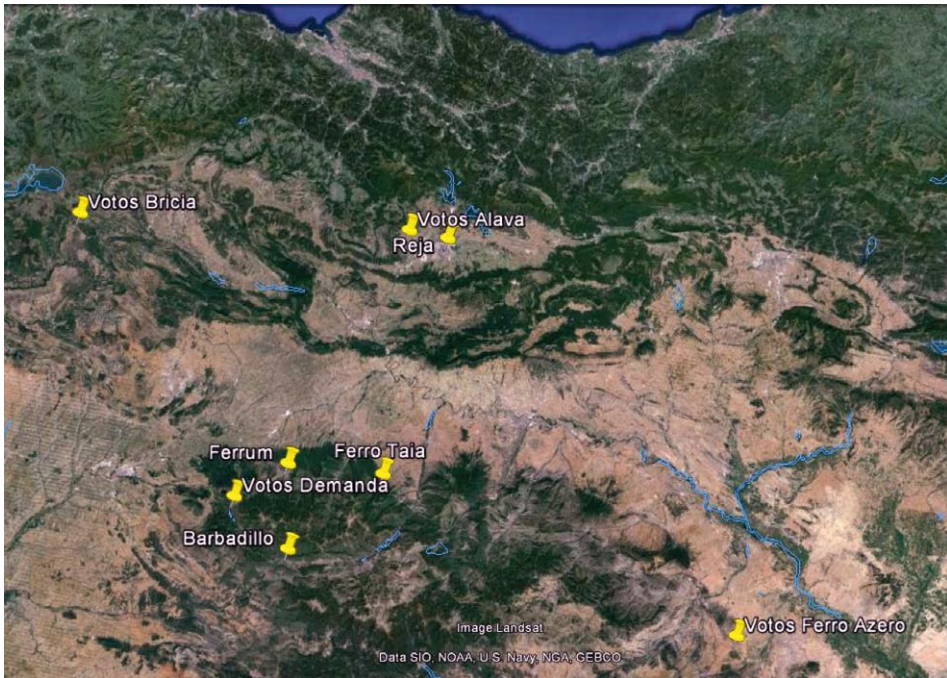 Votos Bricia
Votos Alava
Reja
Ferrum
Ferro Taia
Votos Demanda
Barbadillo
Votos Ferro Azero
Image Landsat
Data SIO, NOAA, U.S. Navy, NGA, GEBCO